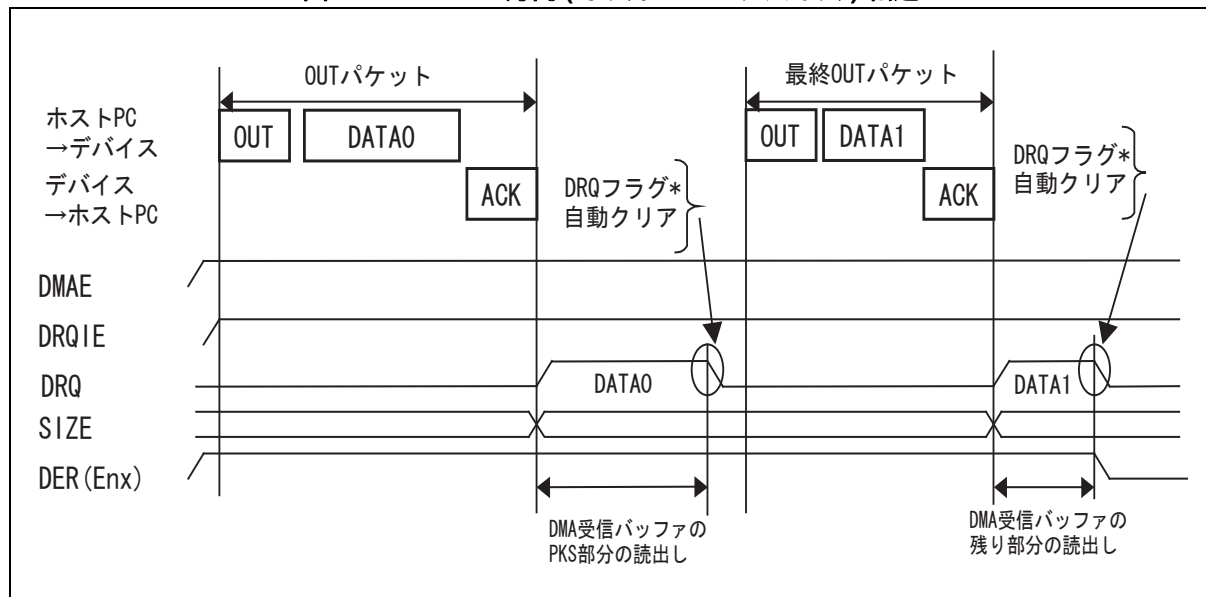 OUTパケット
最終OUTパケット
ホストPC
→デバイス
OUT
DATA0
OUT
DATA1
デバイス
→ホストPC
ACK
DRQフラグ*
自動クリア
ACK
DRQフラグ*
自動クリア
DMAE
DRQIE
DRQ
DATA0
DATA1
SIZE
DER(Enx)
DMA受信バッファの
PKS部分の読出し
DMA受信バッファの
残り部分の読出し